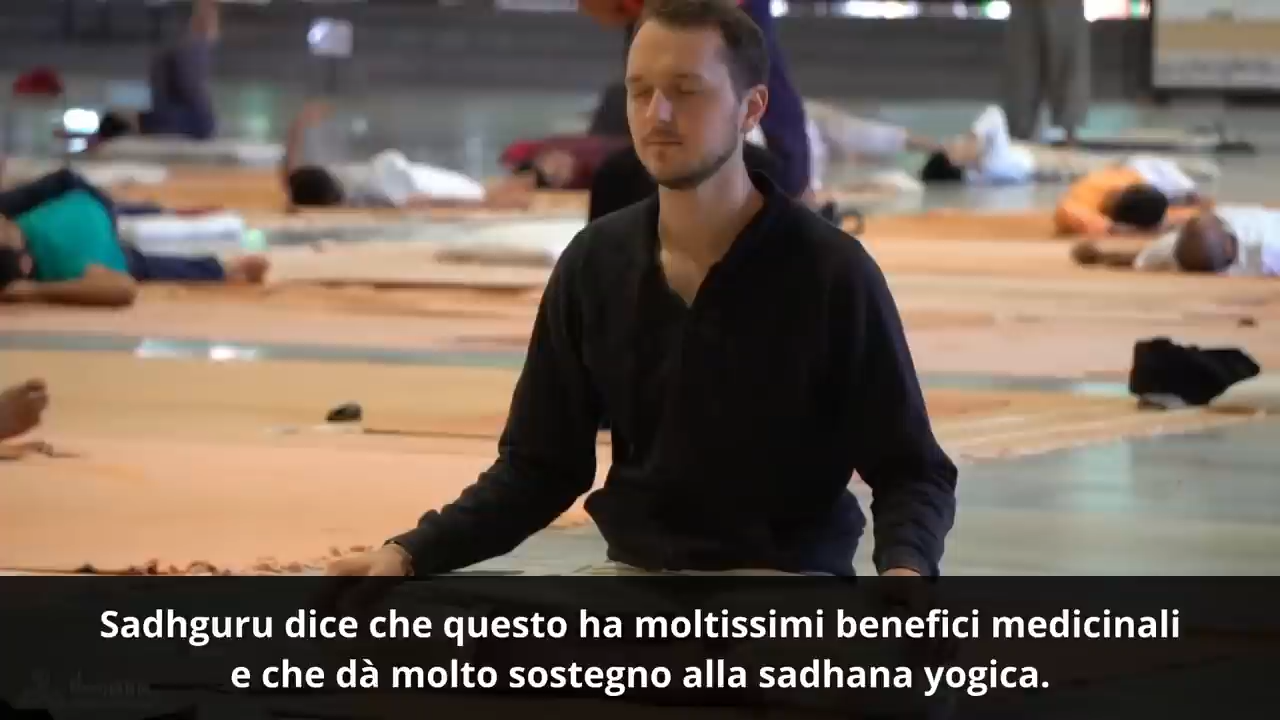 Sadhguru dice che questo ha moltissimi benefici medicinali
e che dà molto sostegno alla sadhana yogica.